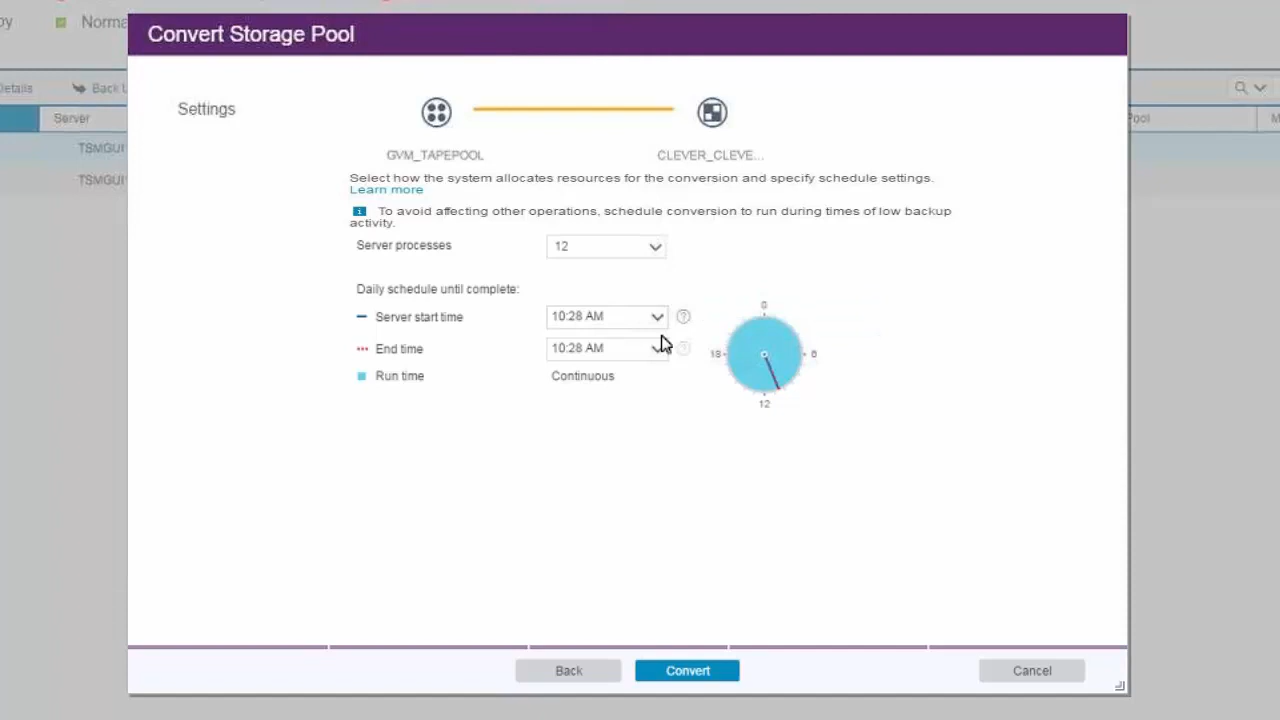 by
Norma
Convert Storage Pool
Details
Back U
Server
Pool
M
TSMGUI
TSMGUI
Settings
GVM_TAPEPOOL
CLEVER_CLEVE...
Select how the system allocates resources for the conversion and specify schedule settings.
Learn more
i To avoid affecting other operations, schedule conversion to run during times of low backup
activity.
Server processes
12
Daily schedule until complete:
Server start time
10:28 AM
?
End time
10:28 AM
?
Run time
Continuous
0
18
6
12
Back
Convert
Cancel